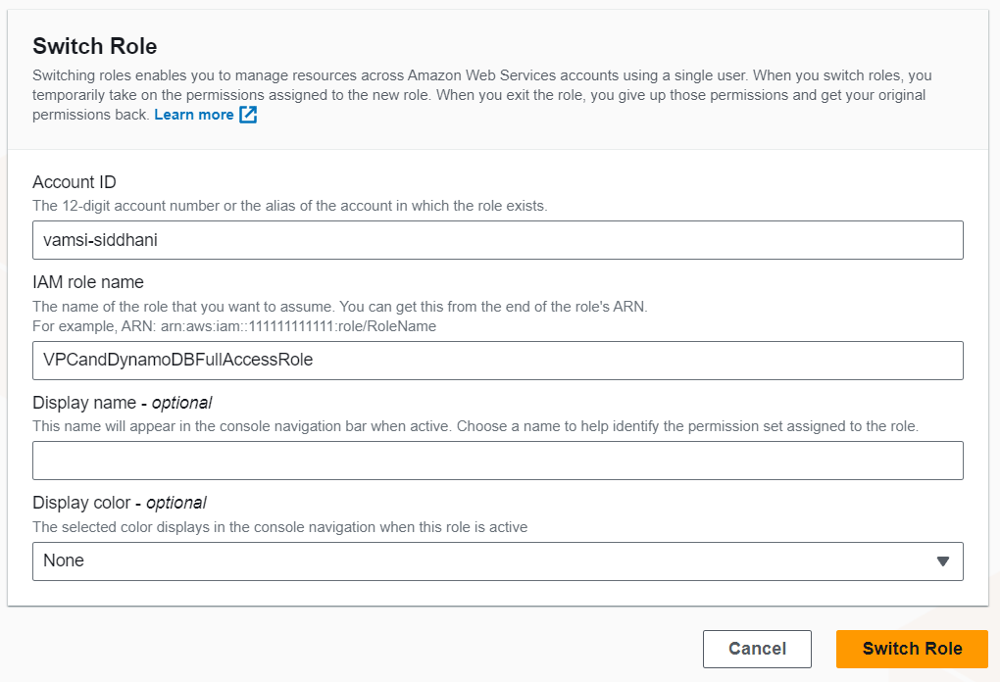 Switch Role
Switching roles enables you to manage resources across Amazon Web Services accounts using a single user. When you switch roles, you
temporarily take on the permissions assigned to the new role. When you exit the role, you give up those permissions and get your original
permissions back. Learn more
Account ID
The 12-digit account number or the alias of the account in which the role exists.
vamsi-siddhani
IAM role name
The name of the role that you want to assume. You can get this from the end of the role's ARN.
For example, ARN: arn:aws:iam::111111111111:role/RoleName
VPCandDynamoDBFullAccessRole
Display name - optional
This name will appear in the console navigation bar when active. Choose a name to help identify the permission set assigned to the role.
Display color - optional
The selected color displays in the console navigation when this role is active
None
Cancel
Switch Role